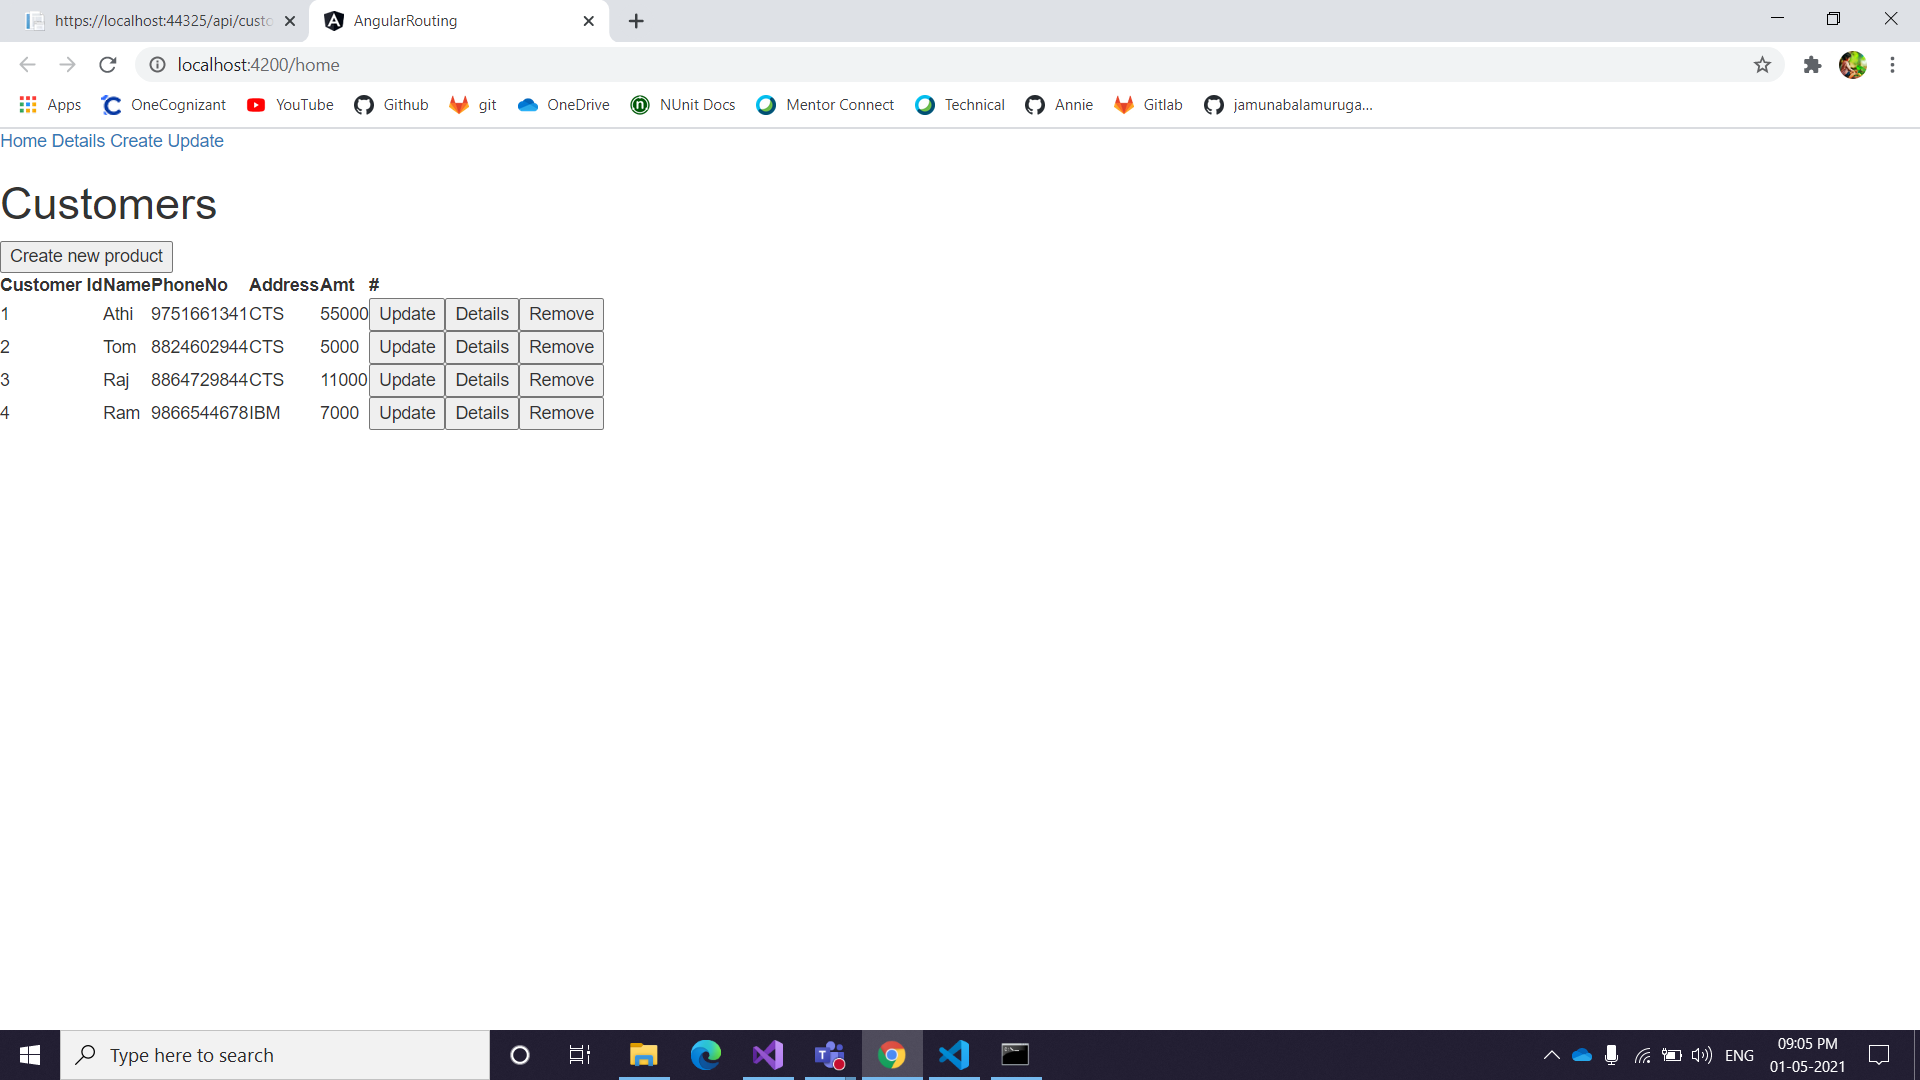 https://localhost:44325/api/custo
AngularRouting
localhost:4200/home
Apps OneCognizant YouTube Github git OneDrive NUnit Docs Mentor Connect Technical Annie Gitlab jamunabalamuruga...
Home Details Create Update
Customers
Create new product
Customer Id Name PhoneNo Address Amt #
1 Athi 9751661341 CTS 55000 Update Details Remove
2 Tom 8824602944 CTS 5000 Update Details Remove
3 Raj 8864729844 CTS 11000 Update Details Remove
4 Ram 9866544678 IBM 7000 Update Details Remove
Type here to search
ENG
09:05 PM
01-05-2021